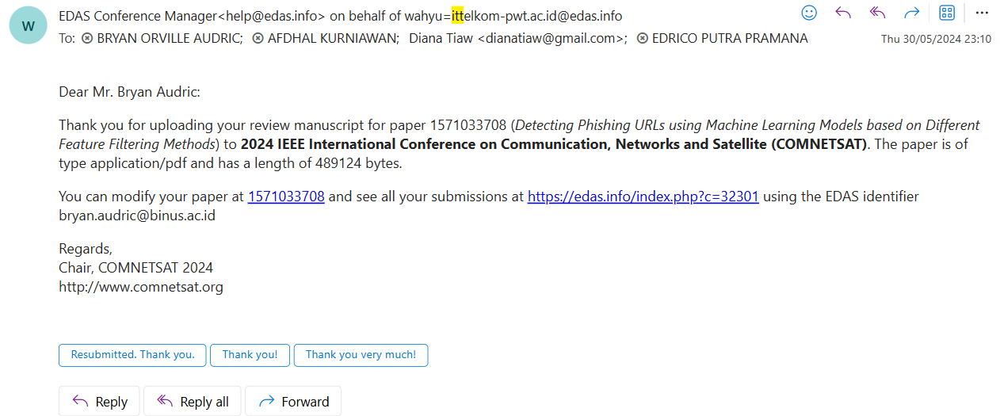 W
EDAS Conference Manager<help@edas.info> on behalf of wahyu=ittelkom-pwt.ac.id@edas.info
To: BRYAN ORVILLE AUDRIC; AFDHAL KURNIAWAN; Diana Tiaw <dianatiaw@gmail.com>; EDRICO PUTRA PRAMANA
Thu 30/05/2024 23:10
Dear Mr. Bryan Audric:
Thank you for uploading your review manuscript for paper 1571033708 (Detecting Phishing URLs using Machine Learning Models based on Different
Feature Filtering Methods) to 2024 IEEE International Conference on Communication, Networks and Satellite (COMNETSAT). The paper is of
type application/pdf and has a length of 489124 bytes.
You can modify your paper at 1571033708 and see all your submissions at https://edas.info/index.php?c=32301 using the EDAS identifier
bryan.audric@binus.ac.id
Regards,
Chair, COMNETSAT 2024
http://www.comnetsat.org
Resubmitted. Thank you. Thank you! Thank you very much!
Reply Reply all Forward